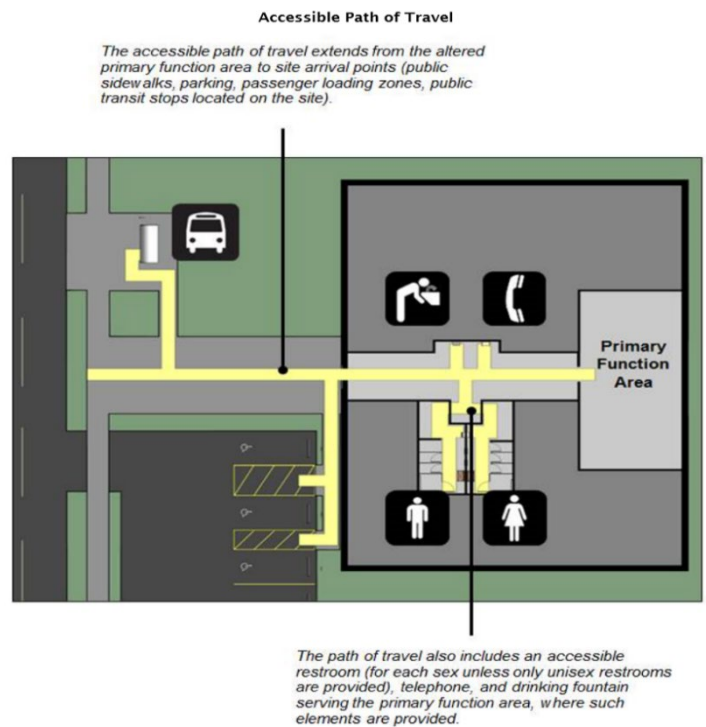 Accessible Path of Travel
The accessible path of travel extends from the altered
primary function area to site arrival points (public
sidewalks, parking, passenger loading zones, public
transit stops located on the site).
Primary
Function
Area
The path of travel also includes an accessible
restroom (for each sex unless only unisex restrooms
are provided), telephone, and drinking fountain
serving the primary function area, where such
elements are provided.